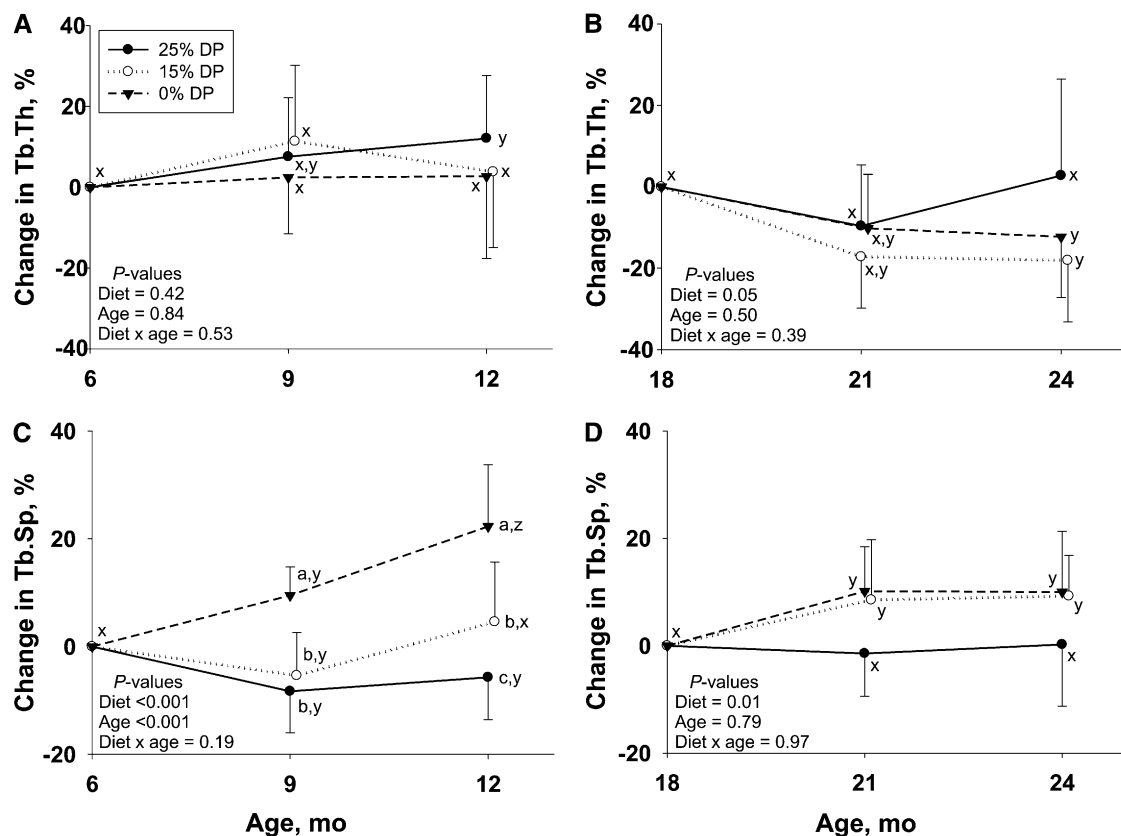 A
Change in Tb.Th, %
40
20
0
-20
-40
25% DP
15% DP
0% DP
x
x
x,y
x
y
x
x
P-values
Diet = 0.42
Age = 0.84
Diet x age = 0.53
6
9
12
B
Change in Tb.Th, %
40
20
0
-20
-40
x
x
x,y
x,y
x
y
y
P-values
Diet = 0.05
Age = 0.50
Diet x age = 0.39
18
21
24
C
Change in Tb.Sp, %
40
20
0
-20
x
a,y
b,y
b,y
a,z
b,x
c,y
P-values
Diet <0.001
Age <0.001
Diet x age = 0.19
6
9
12
Age, mo
D
Change in Tb.Sp, %
40
20
0
-20
x
y
y
x
y
y
x
P-values
Diet = 0.01
Age = 0.79
Diet x age = 0.97
18
21
24
Age, mo